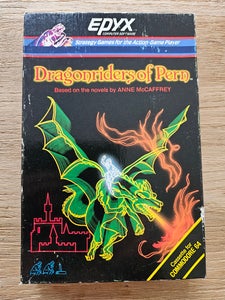 EPYX
COMPUTER SOFTWARE
Strategy Games for the Action-Game Player
Dragonriders of Pern
Based on the novels by ANNE McCAFFREY
Cassette for
COMMODORE 64